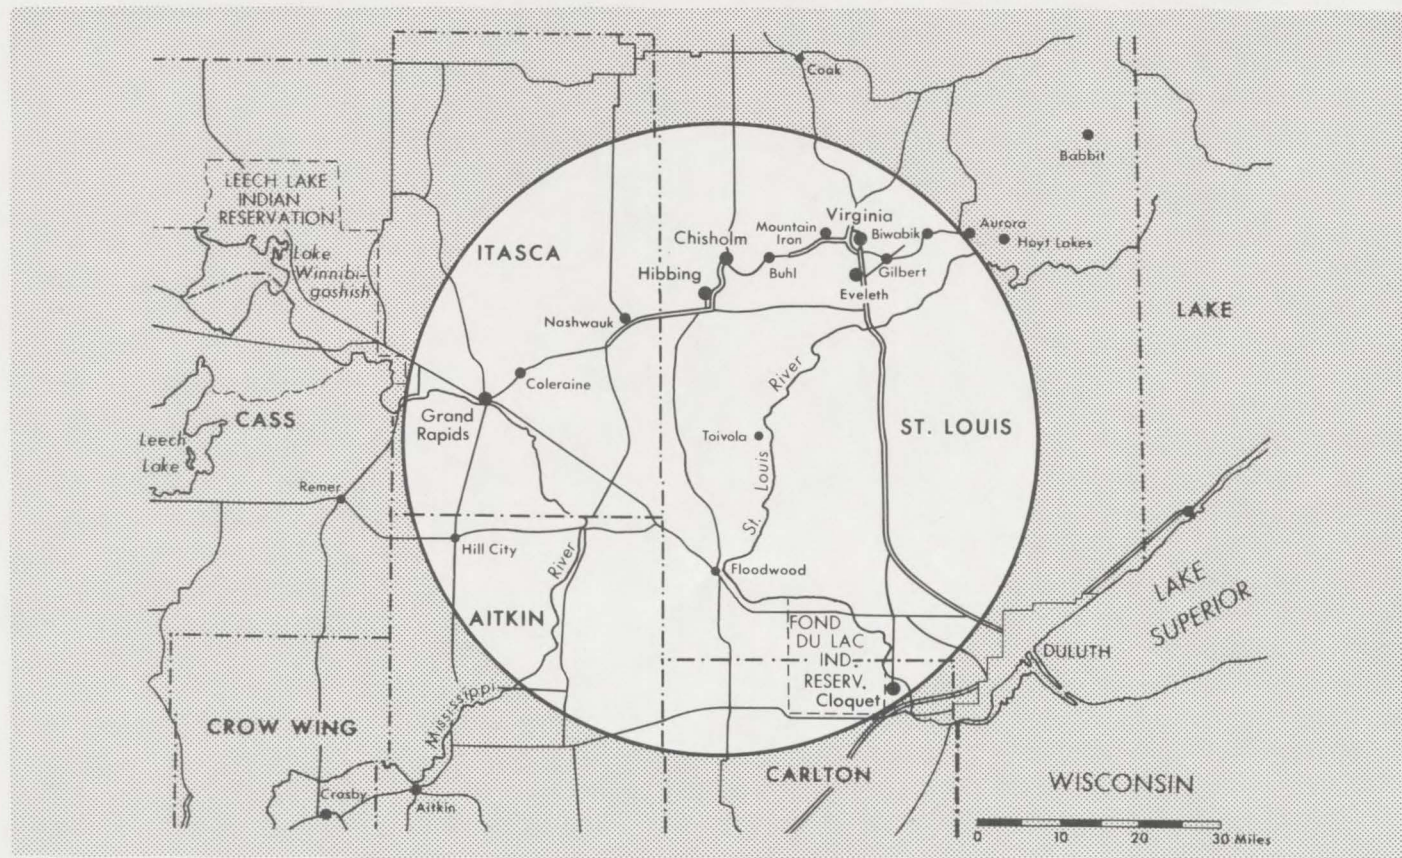 Cook
Babbit
LEECH LAKE
INDIAN
RESERVATION
Lake
Winnibi-
goshish
ITASCA
Virginia
Mountain
Iron
Biwabik
Aurora
Hoyt Lakes
Chisholm
Buhl
Gilbert
Hibbing
Eveleth
Nashwauk
LAKE
River
Coleraine
Grand
Rapids
CASS
ST. LOUIS
Leech
Lake
Toivola
St. Louis
Remer
Hill City
River
Floodwood
AITKIN
FOND
DU LAC
IND.
RESERV.
Cloquet
LAKE
SUPERIOR
DULUTH
Mississippi
CROW WING
CARLTON
WISCONSIN
Crosby
Aitkin
0 10 20 30 Miles